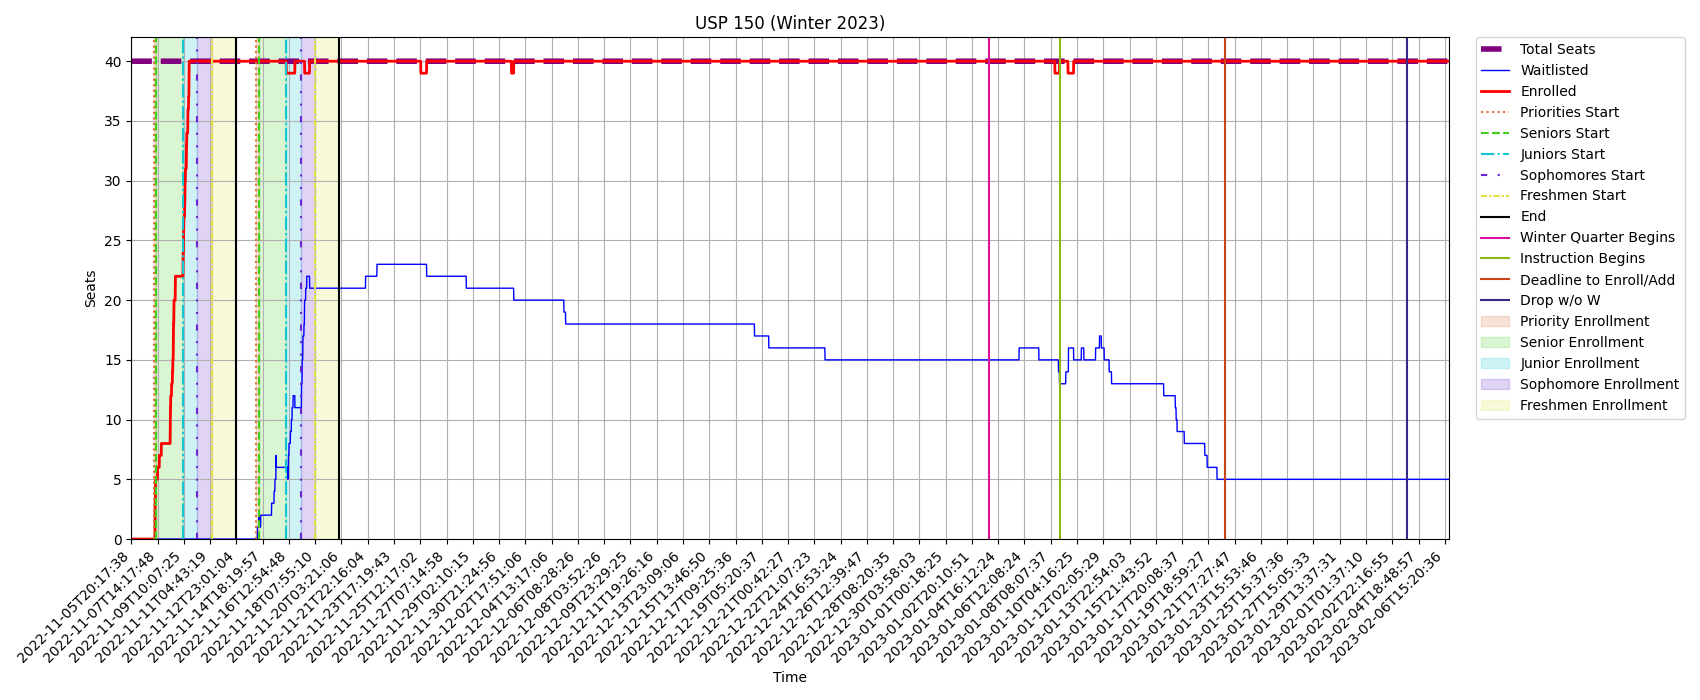 USP 150 (Winter 2023)
Seats
40
35
30
25
20
15
10
5
0
2022-11-05T20:17:38
2022-11-07T14:17:48
2022-11-09T10:07:25
2022-11-11T04:43:19
2022-11-12T23:01:04
2022-11-14T18:19:57
2022-11-16T12:54:48
2022-11-18T07:55:10
2022-11-20T03:21:06
2022-11-21T22:16:04
2022-11-23T17:19:43
2022-11-25T12:17:02
2022-11-27T07:14:58
2022-11-29T02:10:15
2022-11-30T21:24:56
2022-12-02T17:51:06
2022-12-04T13:17:06
2022-12-06T08:28:26
2022-12-08T03:52:26
2022-12-09T23:29:25
2022-12-11T19:26:16
2022-12-13T23:09:06
2022-12-15T13:46:50
2022-12-17T09:25:36
2022-12-19T05:20:37
2022-12-21T00:42:27
2022-12-22T21:07:23
2022-12-24T16:53:24
2022-12-26T12:39:47
2022-12-28T08:20:35
2022-12-30T03:58:03
2023-01-01T00:18:25
2023-01-02T20:10:51
2023-01-04T16:12:24
2023-01-06T12:08:24
2023-01-08T08:07:37
2023-01-10T04:16:25
2023-01-12T02:05:29
2023-01-13T22:54:03
2023-01-15T21:43:52
2023-01-17T20:08:37
2023-01-19T18:59:27
2023-01-21T17:27:47
2023-01-23T15:53:46
2023-01-25T15:37:36
2023-01-27T15:05:33
2023-01-29T13:37:31
2023-02-01T01:37:10
2023-02-02T22:16:55
2023-02-04T18:48:57
2023-02-06T15:20:36
Time
Total Seats
Waitlisted
Enrolled
Priorities Start
Seniors Start
Juniors Start
Sophomores Start
Freshmen Start
End
Winter Quarter Begins
Instruction Begins
Deadline to Enroll/Add
Drop w/o W
Priority Enrollment
Senior Enrollment
Junior Enrollment
Sophomore Enrollment
Freshmen Enrollment